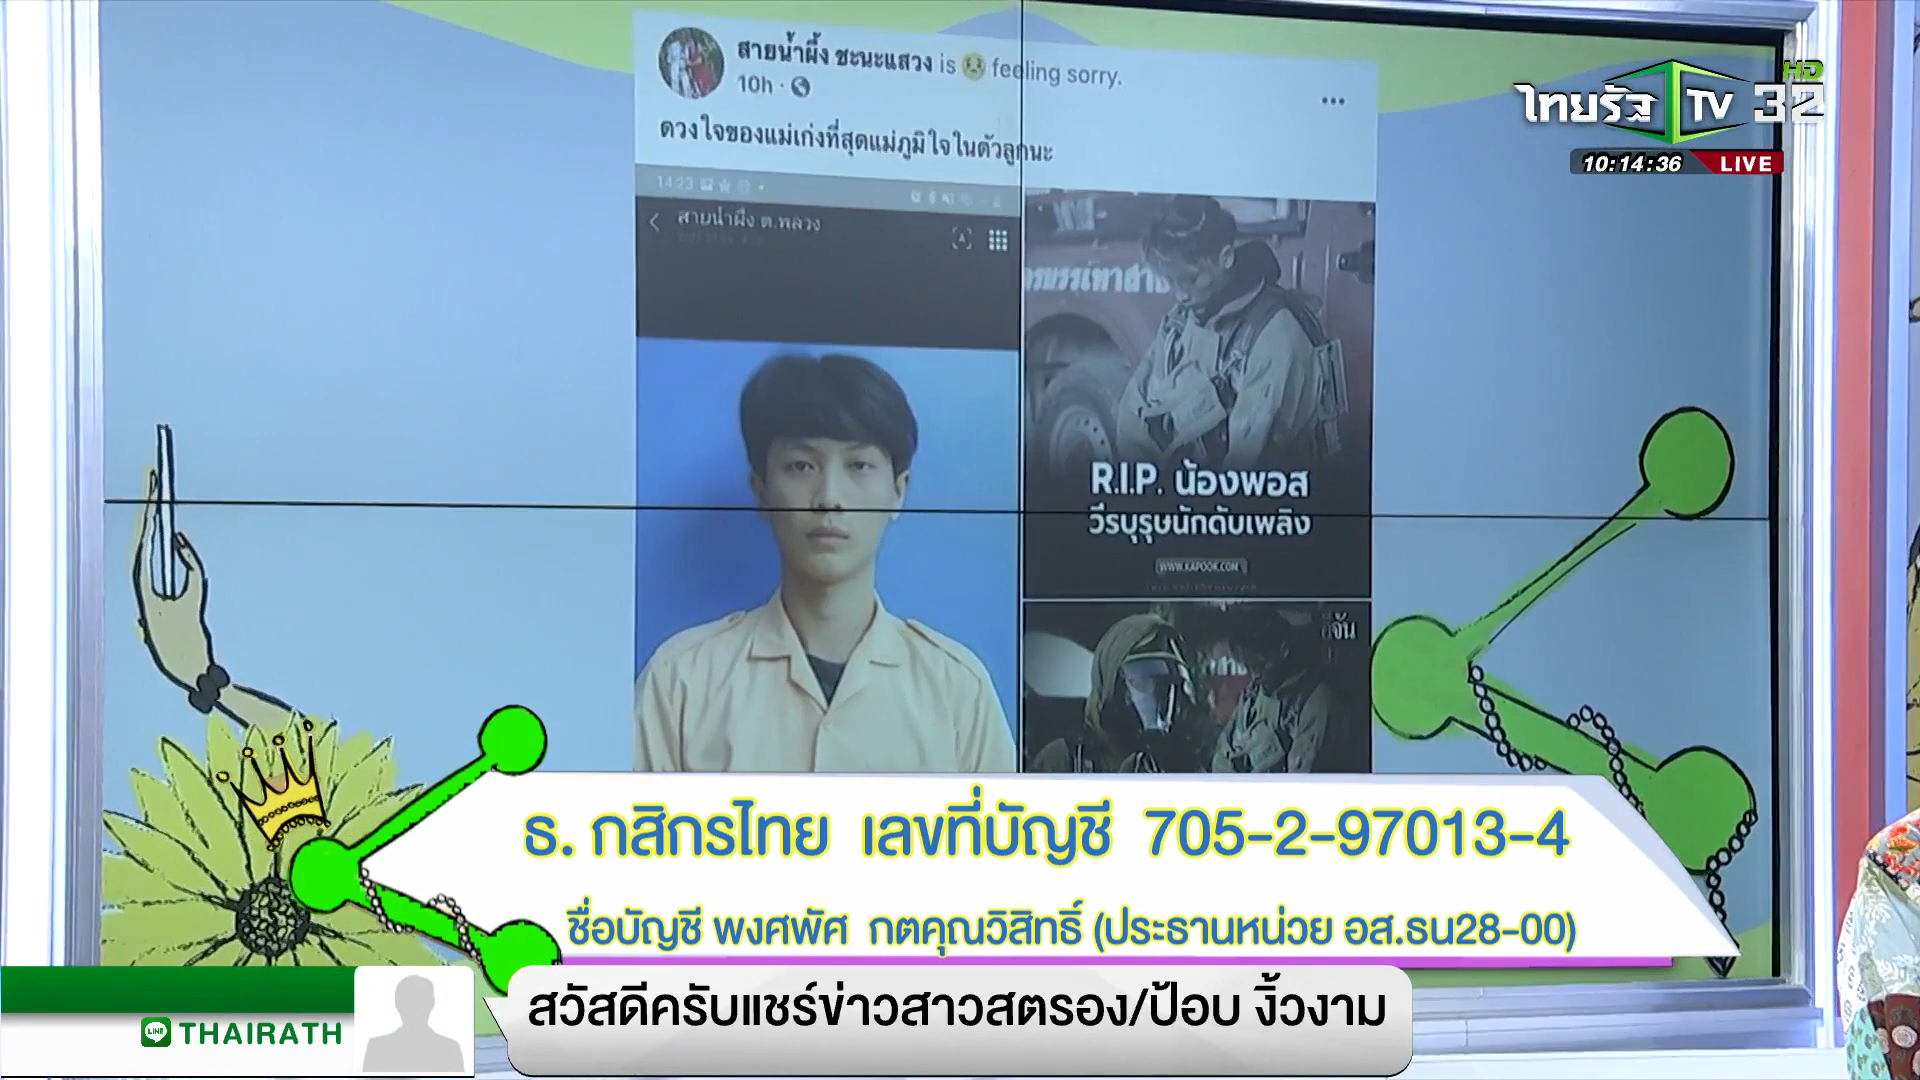 สายน้ำผึ้ง ชะนะแสวง is feeling sorry.
10h
ดวงใจของแม่เก่งที่สุดแม่ภูมิใจในตัวลูกนะ
14:23
สายน้ำผึ้ง ต.พลวง
R.I.P. น้องพอส
วีรบุรุษนักดับเพลิง
WWW.KAPOOK.COM
ไทยรัฐ TV 32 HD
10:14:36 LIVE
ธ. กสิกรไทย เลขที่บัญชี 705-2-97013-4
ชื่อบัญชี พงศพัศ กตคุณวิสิทธิ์ (ประธานหน่วย อส.ธน28-00)
LINE THAIRATH
สวัสดีครับแชร์ข่าวสาวสตรอง/ป้อบ งิ้วงาม